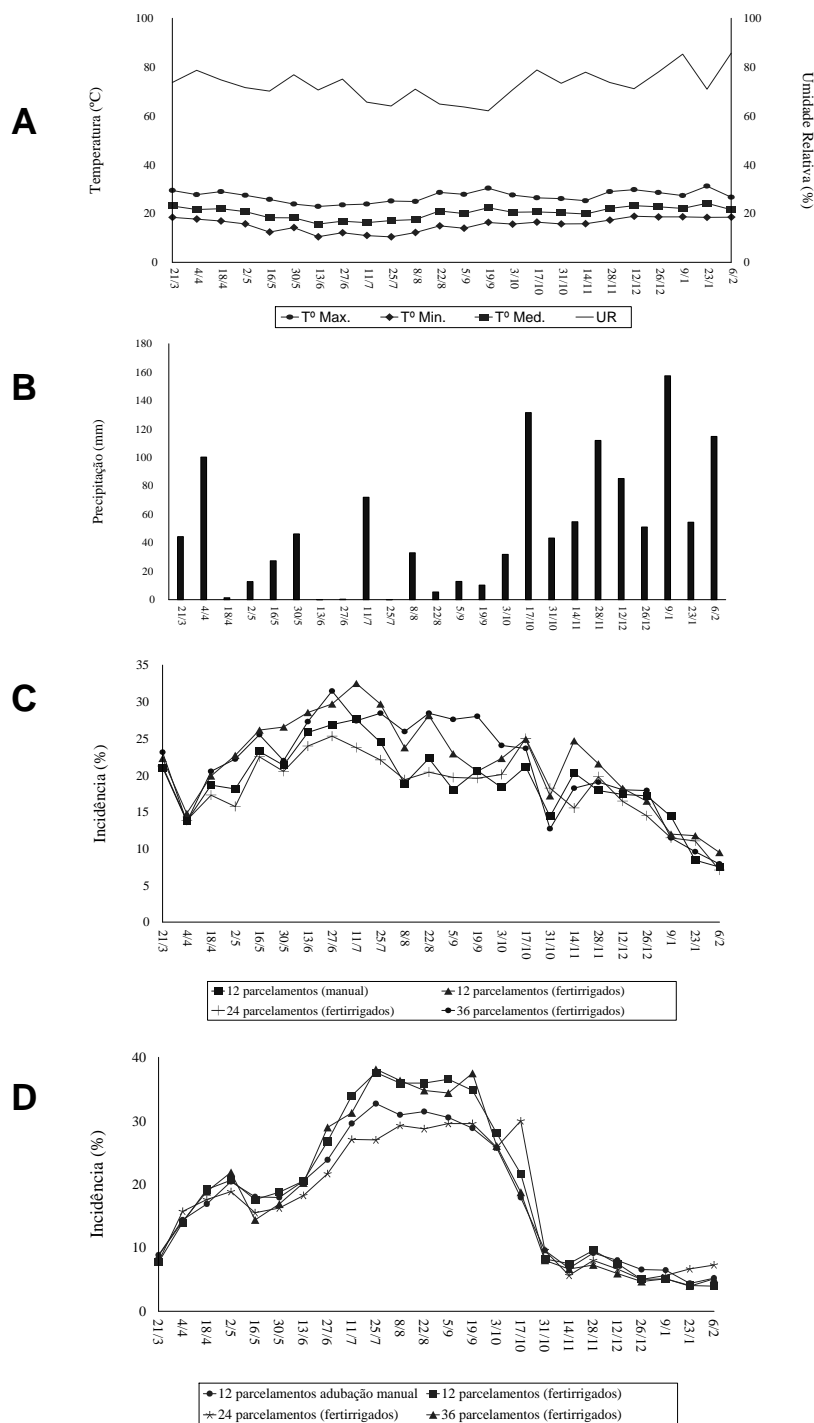 A
Temperatura (ºC)
Umidade Relativa (%)
100
80
60
40
20
0
100
80
60
40
20
0
21/3 4/4 18/4 2/5 16/5 30/5 13/6 27/6 11/7 25/7 8/8 22/8 5/9 19/9 3/10 17/10 31/10 14/11 28/11 12/12 26/12 9/1 23/1 6/2
Tº Max. Tº Min. Tº Med. UR
B
Precipitação (mm)
180
160
140
120
100
80
60
40
20
0
21/3 4/4 18/4 2/5 16/5 30/5 13/6 27/6 11/7 25/7 8/8 22/8 5/9 19/9 3/10 17/10 31/10 14/11 28/11 12/12 26/12 9/1 23/1 6/2
C
Incidência (%)
35
30
25
20
15
10
5
0
21/3 4/4 18/4 2/5 16/5 30/5 13/6 27/6 11/7 25/7 8/8 22/8 5/9 19/9 3/10 17/10 31/10 14/11 28/11 12/12 26/12 9/1 23/1 6/2
12 parcelamentos (manual) 12 parcelamentos (fertirrigados)
24 parcelamentos (fertirrigados) 36 parcelamentos (fertirrigados)
D
Incidência (%)
40
30
20
10
0
21/3 4/4 18/4 2/5 16/5 30/5 13/6 27/6 11/7 25/7 8/8 22/8 5/9 19/9 3/10 17/10 31/10 14/11 28/11 12/12 26/12 9/1 23/1 6/2
12 parcelamentos adubação manual 12 parcelamentos (fertirrigados)
24 parcelamentos (fertirrigados) 36 parcelamentos (fertirrigados)